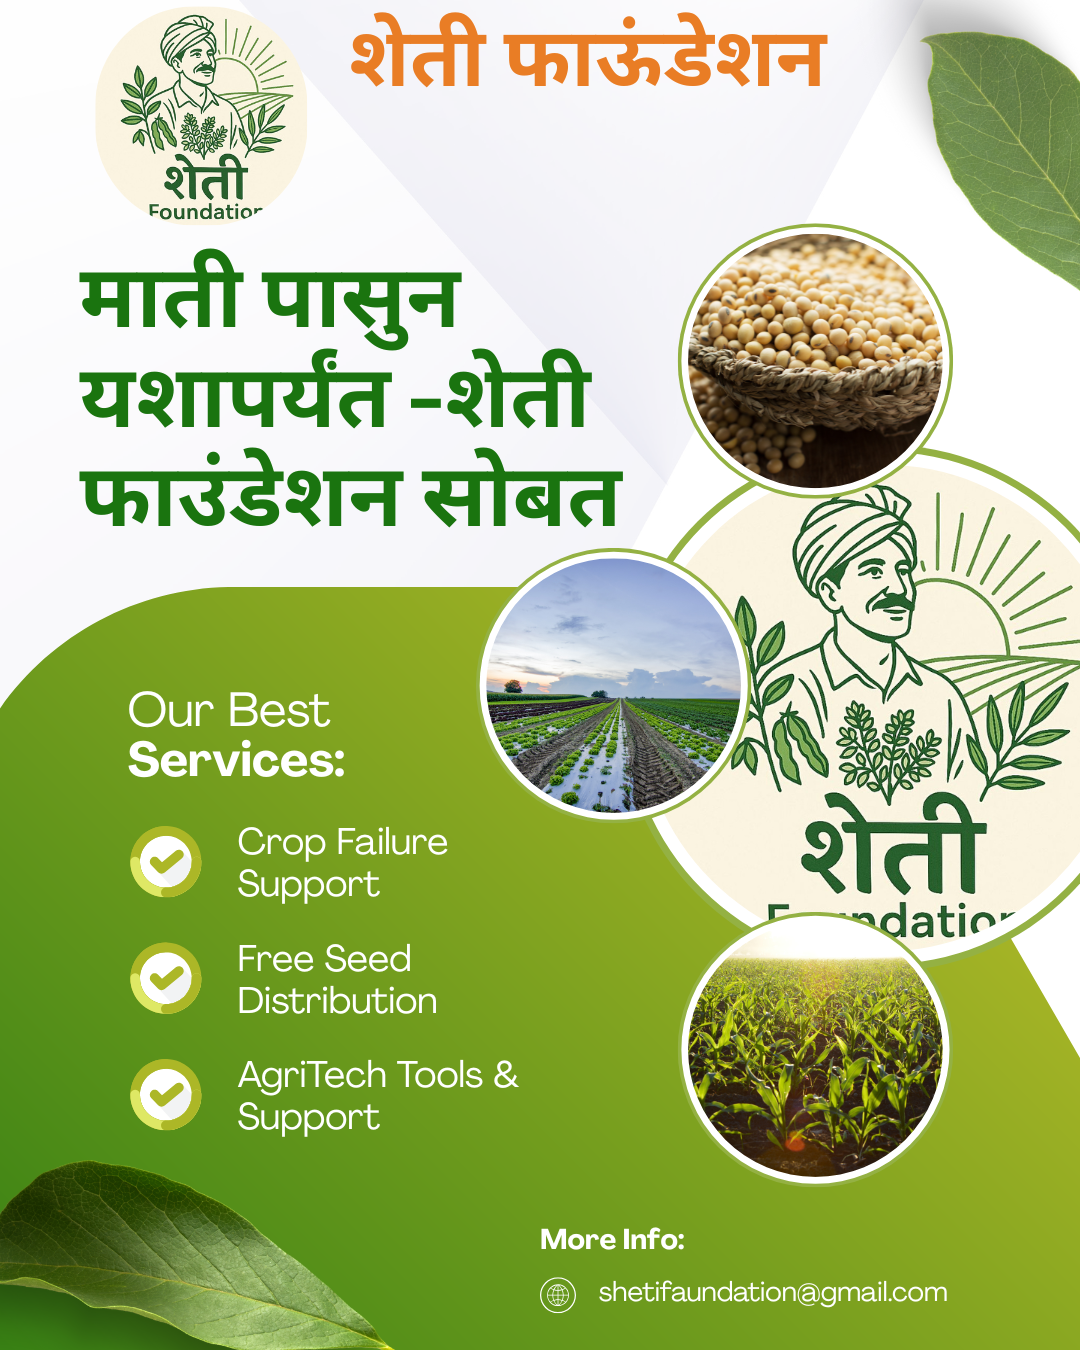 शेती फाऊंडेशन
शेती
Foundation
माती पासुन
यशापर्यंत -शेती
फाउंडेशन सोबत
Our Best
Services:
Crop Failure
Support
Free Seed
Distribution
AgriTech Tools &
Support
शेती
Foundation
More Info:
shetifaundation@gmail.com